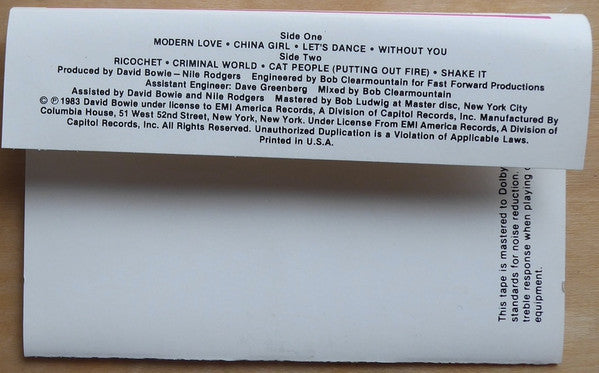 Side One
MODERN LOVE • CHINA GIRL • LET'S DANCE • WITHOUT YOU
Side Two
RICOCHET • CRIMINAL WORLD • CAT PEOPLE (PUTTING OUT FIRE) • SHAKE IT
Produced by David Bowie – Nile Rodgers Engineered by Bob Clearmountain for Fast Forward Productions
Assistant Engineer: Dave Greenberg Mixed by Bob Clearmountain
Assisted by David Bowie and Nile Rodgers Mastered by Bob Ludwig at Master disc, New York City
© ℗ 1983 David Bowie under license to EMI America Records, A Division of Capitol Records, Inc. Manufactured By
Columbia House, 51 West 52nd Street, New York, New York. Under License From EMI America Records, A Division of
Capitol Records, Inc. All Rights Reserved. Unauthorized Duplication is a Violation of Applicable Laws.
Printed in U.S.A.
This tape is mastered to Dolby
standards for noise reduction.
treble response when playing
equipment.